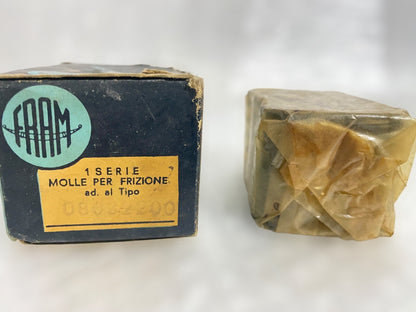 FRAM
1 SERIE
MOLLE PER FRIZIONE
ad. al Tipo